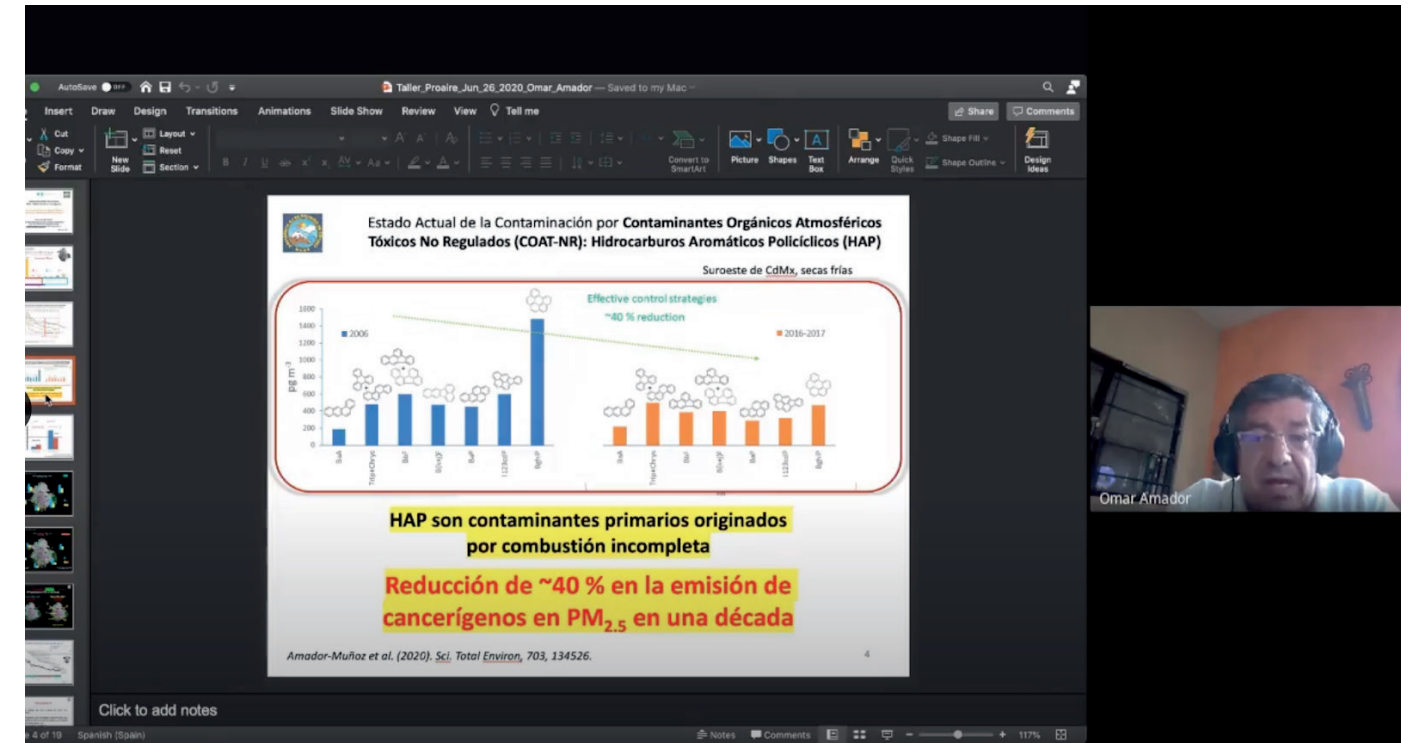 AutoSave OFF
Taller_Proaire_Jun_26_2020_Omar_Amador — Saved to my Mac
Insert Draw Design Transitions Animations Slide Show Review View Tell me
Share Comments
Cut
Copy
Format
New Slide
Layout
Reset
Section
Convert to SmartArt
Picture Shapes Text Box Arrange Quick Styles
Shape Fill
Shape Outline
Design Ideas
Estado Actual de la Contaminación por Contaminantes Orgánicos Atmosféricos
Tóxicos No Regulados (COAT-NR): Hidrocarburos Aromáticos Policíclicos (HAP)
Suroeste de CdMx, secas frías
Effective control strategies
~40 % reduction
2006
2016-2017
pg m-3
1600
1400
1200
1000
800
600
400
200
0
HAP son contaminantes primarios originados
por combustión incompleta
Reducción de ~40 % en la emisión de
cancerígenos en PM2.5 en una década
Amador-Muñoz et al. (2020). Sci. Total Environ, 703, 134526.
4
Omar Amador
Click to add notes
4 of 19 Spanish (Spain)
Notes Comments 117%